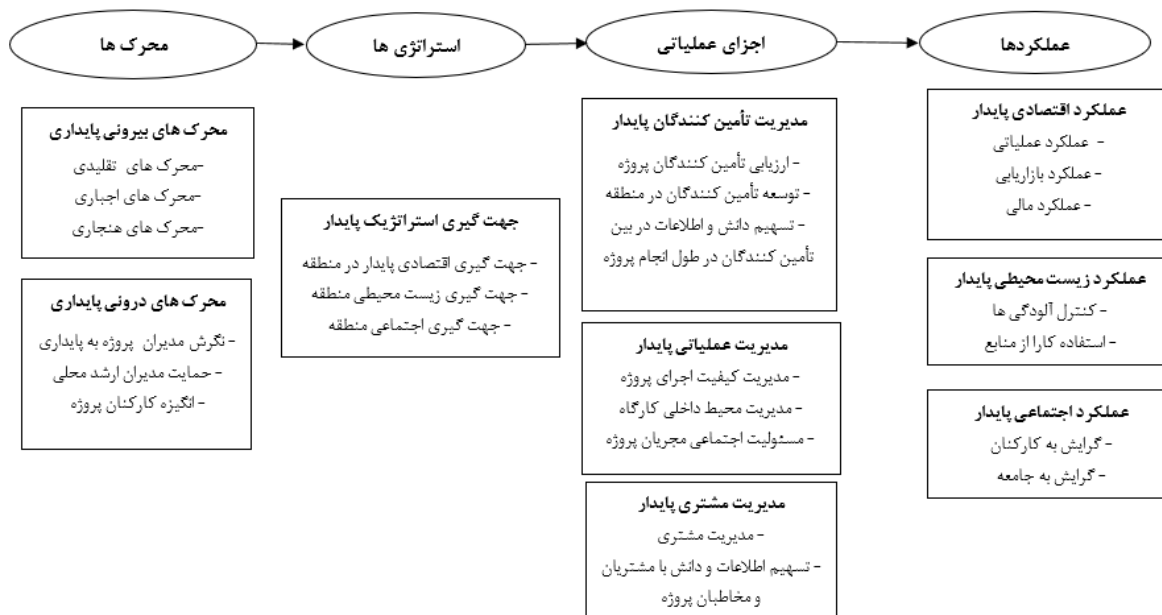 محرک ها
استراتژی ها
اجزای عملیاتی
عملکردها
محرک های بیرونی پایداری
-محرک های تقلیدی
-محرک های اجباری
-محرک های هنجاری
محرک های درونی پایداری
- نگرش مدیران پروژه به پایداری
- حمایت مدیران ارشد محلی
- انگیزه کارکنان پروژه
جهت گیری استراتژیک پایدار
- جهت گیری اقتصادی پایدار در منطقه
- جهت گیری زیست محیطی منطقه
- جهت گیری اجتماعی منطقه
مدیریت تأمین کنندگان پایدار
- ارزیابی تأمین کنندگان پروژه
- توسعه تأمین کنندگان در منطقه
- تسهیم دانش و اطلاعات در بین
تأمین کنندگان در طول انجام پروژه
مدیریت عملیاتی پایدار
- مدیریت کیفیت اجرای پروژه
- مدیریت محیط داخلی کارگاه
- مسئولیت اجتماعی مجریان پروژه
مدیریت مشتری پایدار
- مدیریت مشتری
- تسهیم اطلاعات و دانش با مشتریان
و مخاطبان پروژه
عملکرد اقتصادی پایدار
- عملکرد عملیاتی
- عملکرد بازاریابی
- عملکرد مالی
عملکرد زیست محیطی پایدار
- کنترل آلودگی ها
- استفاده کارا از منابع
عملکرد اجتماعی پایدار
- گرایش به کارکنان
- گرایش به جامعه